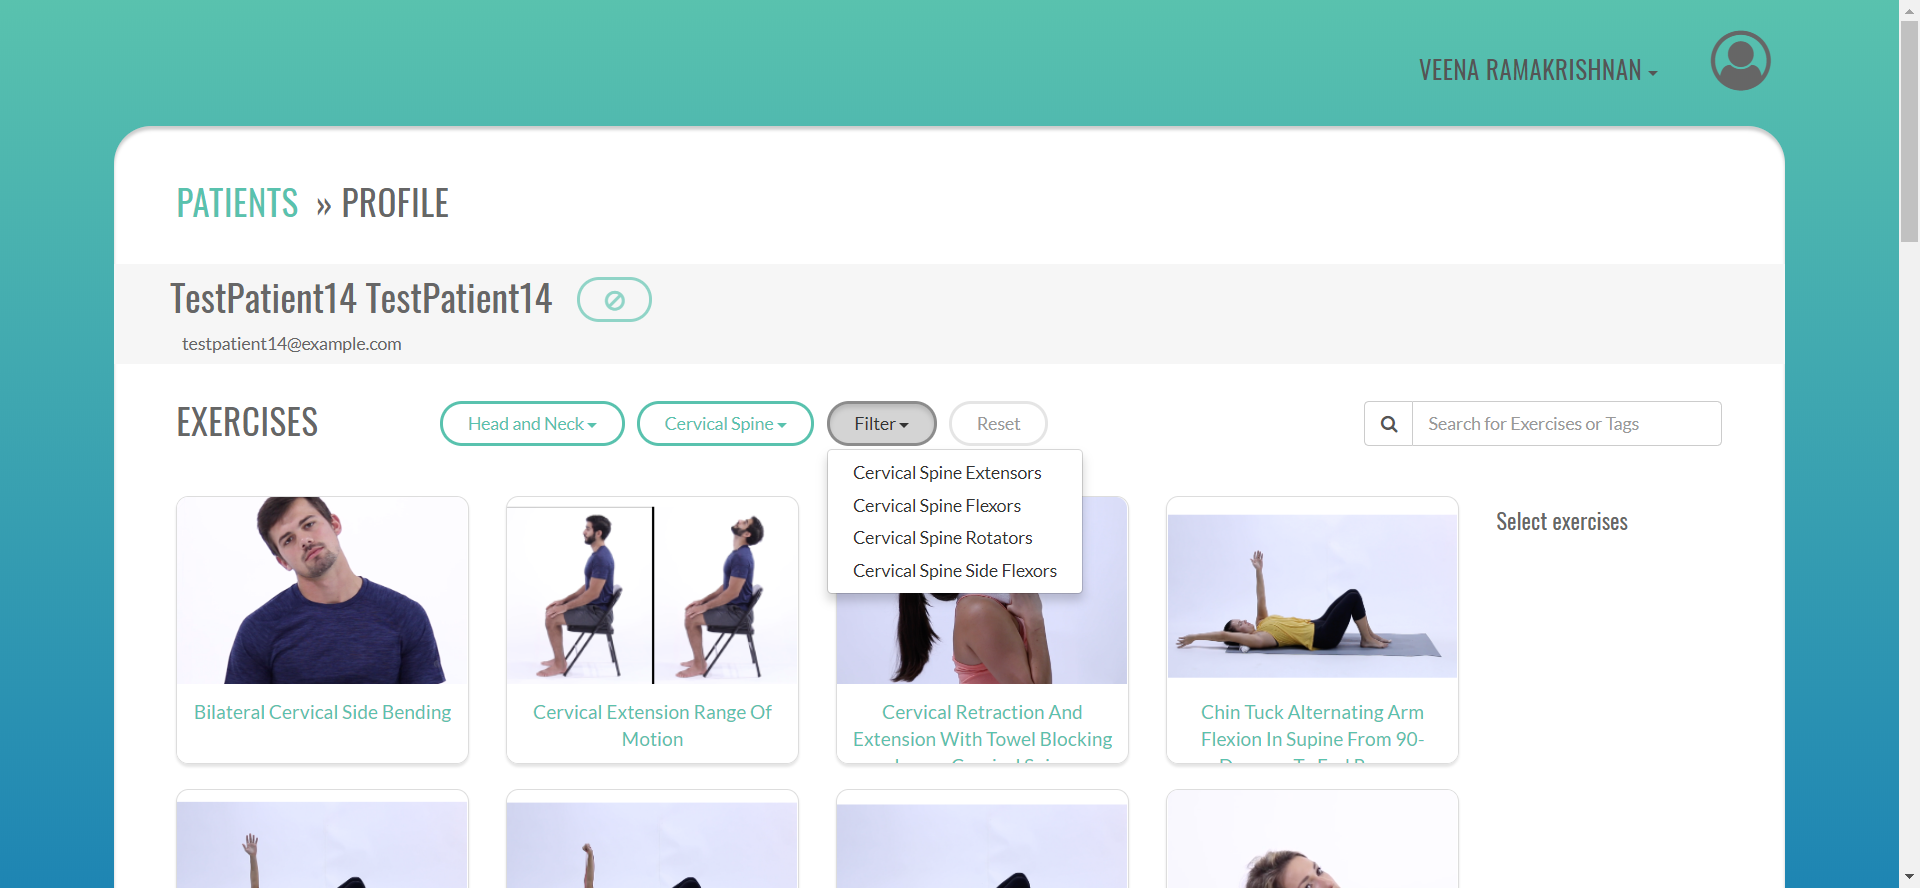 VEENA RAMAKRISHNAN
PATIENTS » PROFILE
TestPatient14 TestPatient14
testpatient14@example.com
EXERCISES
Head and Neck
Cervical Spine
Filter
Reset
Search for Exercises or Tags
Cervical Spine Extensors
Cervical Spine Flexors
Cervical Spine Rotators
Cervical Spine Side Flexors
Select exercises
Bilateral Cervical Side Bending
Cervical Extension Range Of
Motion
Cervical Retraction And
Extension With Towel Blocking
Chin Tuck Alternating Arm
Flexion In Supine From 90-